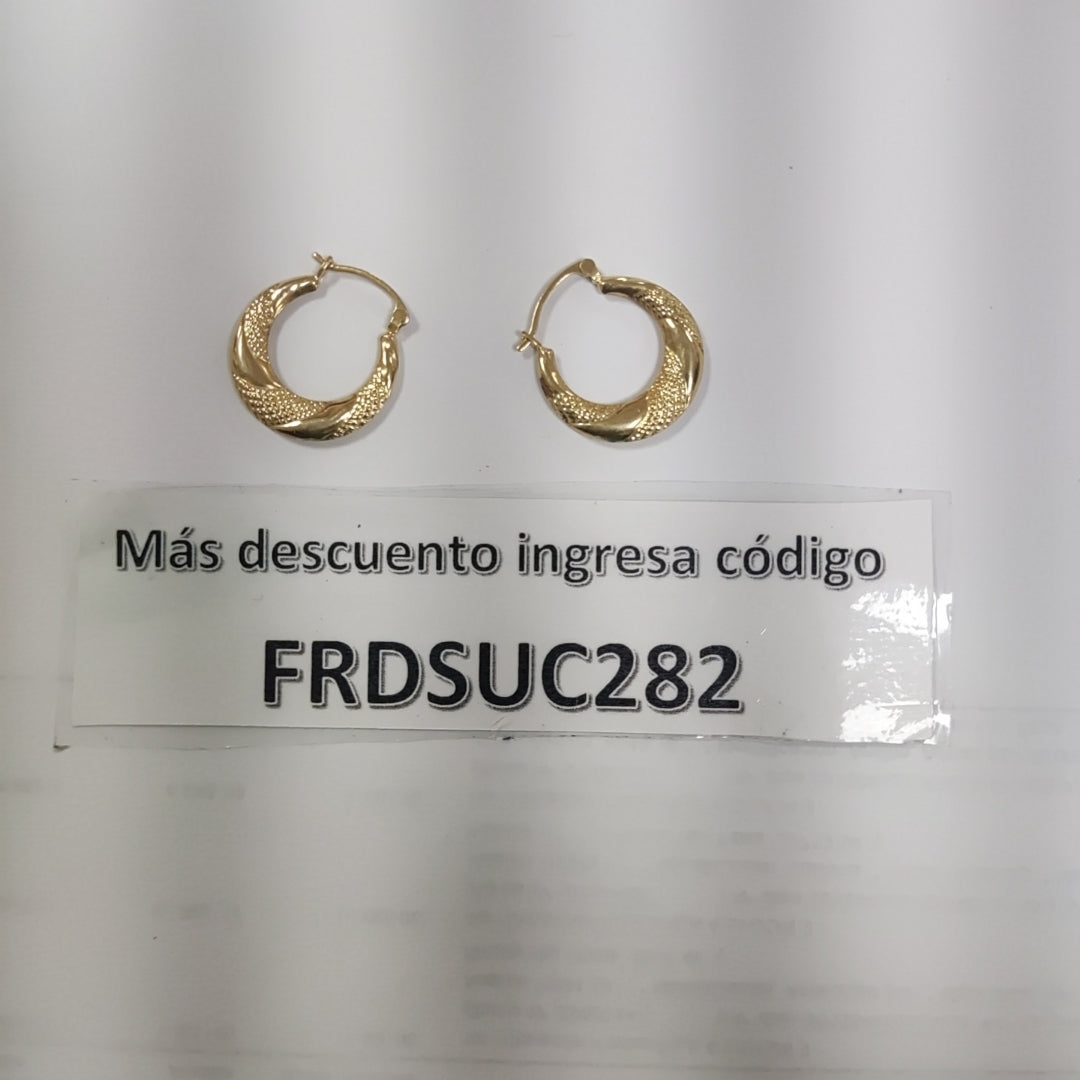 Más descuento ingresa código
FRDSUC282